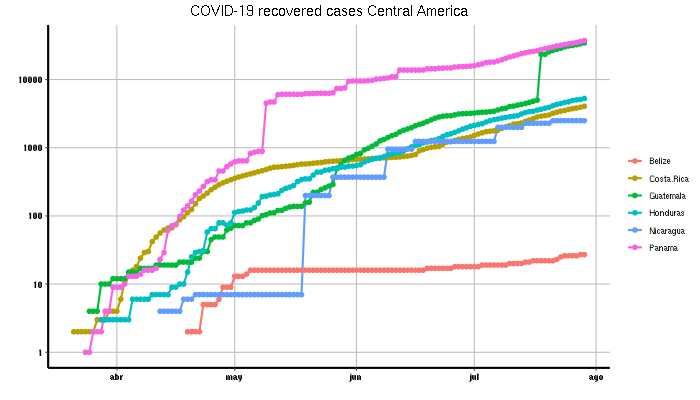 COVID-19 recovered cases Central America
10000
1000
100
10
1
abr
may
jun
jul
ago
Belize
Costa.Rica
Guatemala
Honduras
Nicaragua
Panama